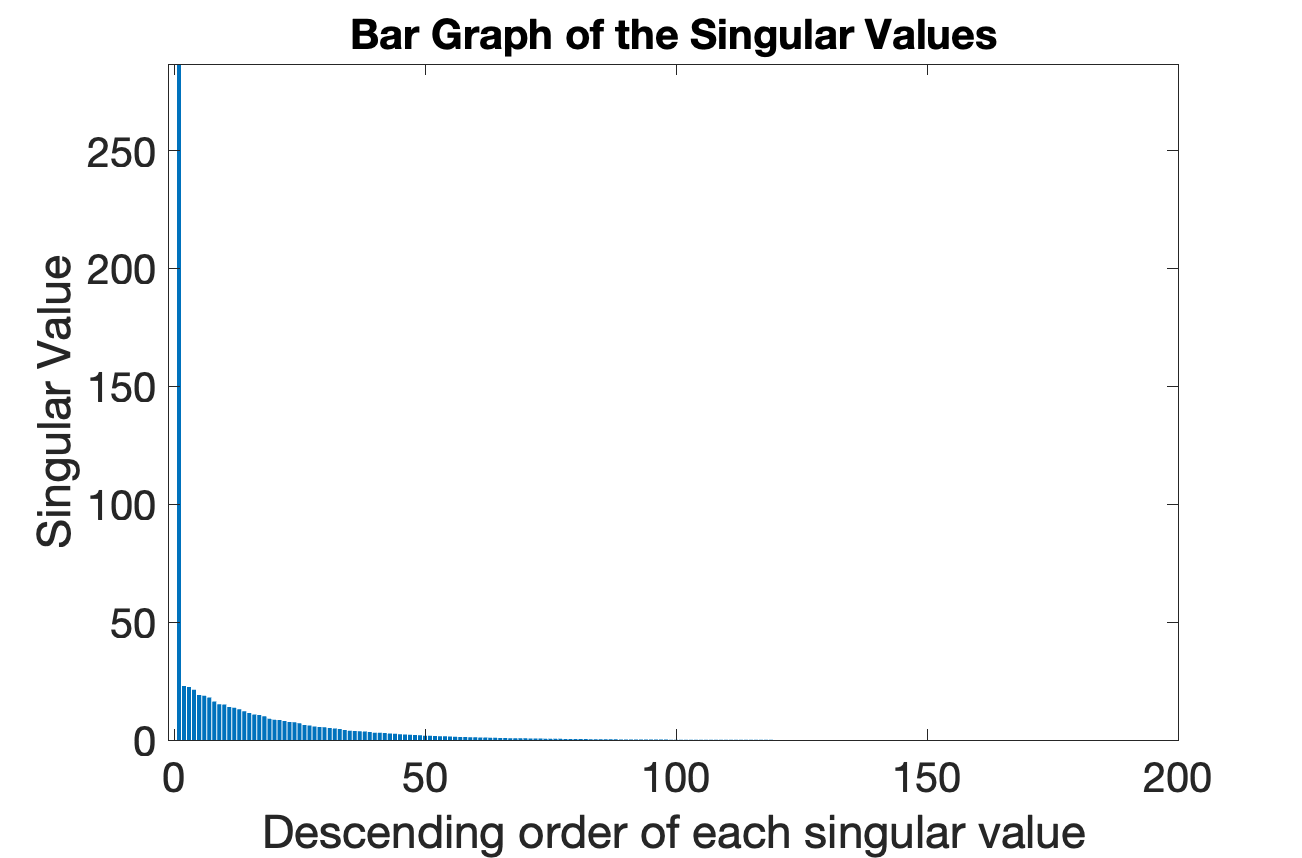 Bar Graph of the Singular Values
250
200
150
100
50
0
Singular Value
0 50 100 150 200
Descending order of each singular value